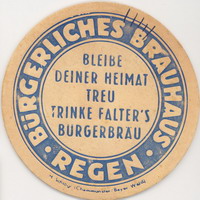 BÜRGERLICHES BRAUHAUS
BLEIBE
DEINER HEIMAT
TREU
TRINKE FALTER'S
BÜRGERBRÄU
· REGEN ·